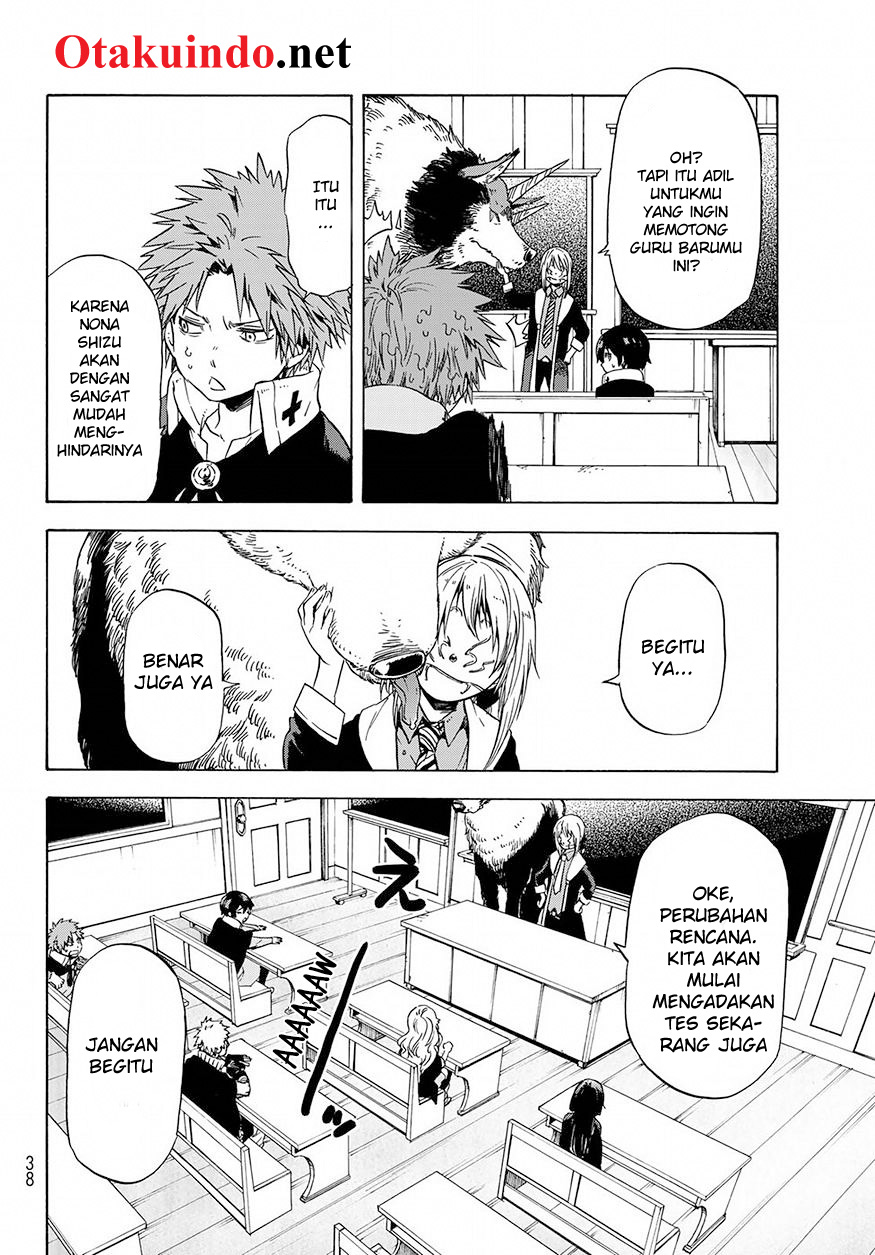 Otakuindo.net
OH?
TAPI ITU ADIL
UNTUKMU
YANG INGIN
MEMOTONG
GURU BARUMU
INI?
ITU
ITU
...
KARENA
NONA
SHIZU
AKAN
DENGAN
SANGAT
MUDAH
MENG-
HINDARINYA
BEGITU
YA...
BENAR
JUGA YA
OKE,
PERUBAHAN
RENCANA.
KITA AKAN
MULAI
MENGADAKAN
TES SEKA-
RANG JUGA
え
AAAAAAAW
JANGAN
BEGITU
38